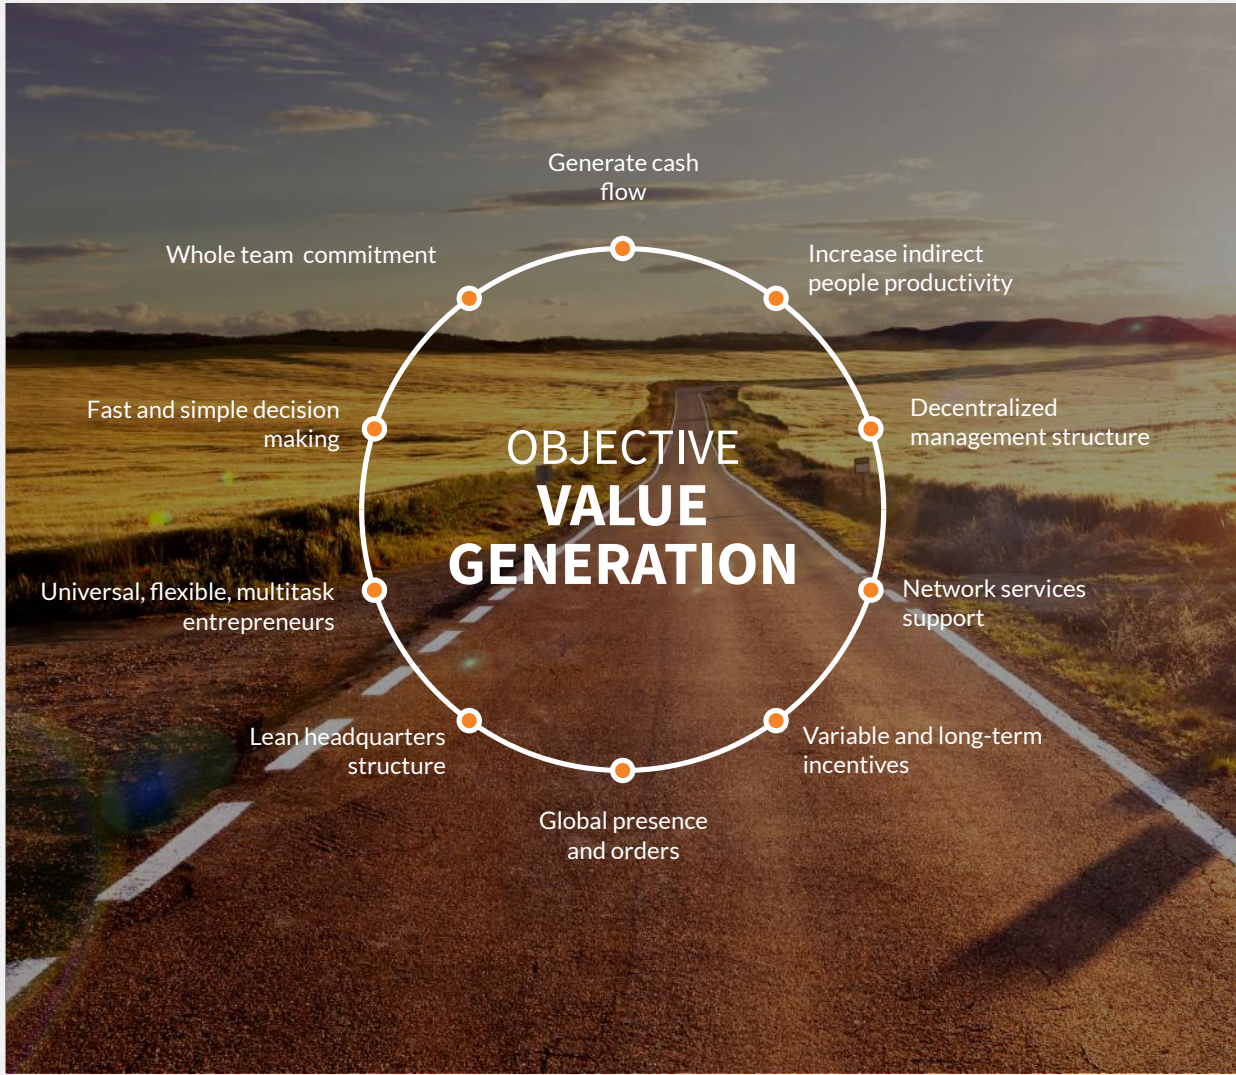 Generate cash
flow
Increase indirect
people productivity
Decentralized
management structure
Network services
support
Variable and long-term
incentives
Global presence
and orders
Lean headquarters
structure
Universal, flexible, multitask
entrepreneurs
Fast and simple decision
making
Whole team  commitment
OBJECTIVE
VALUE
GENERATION